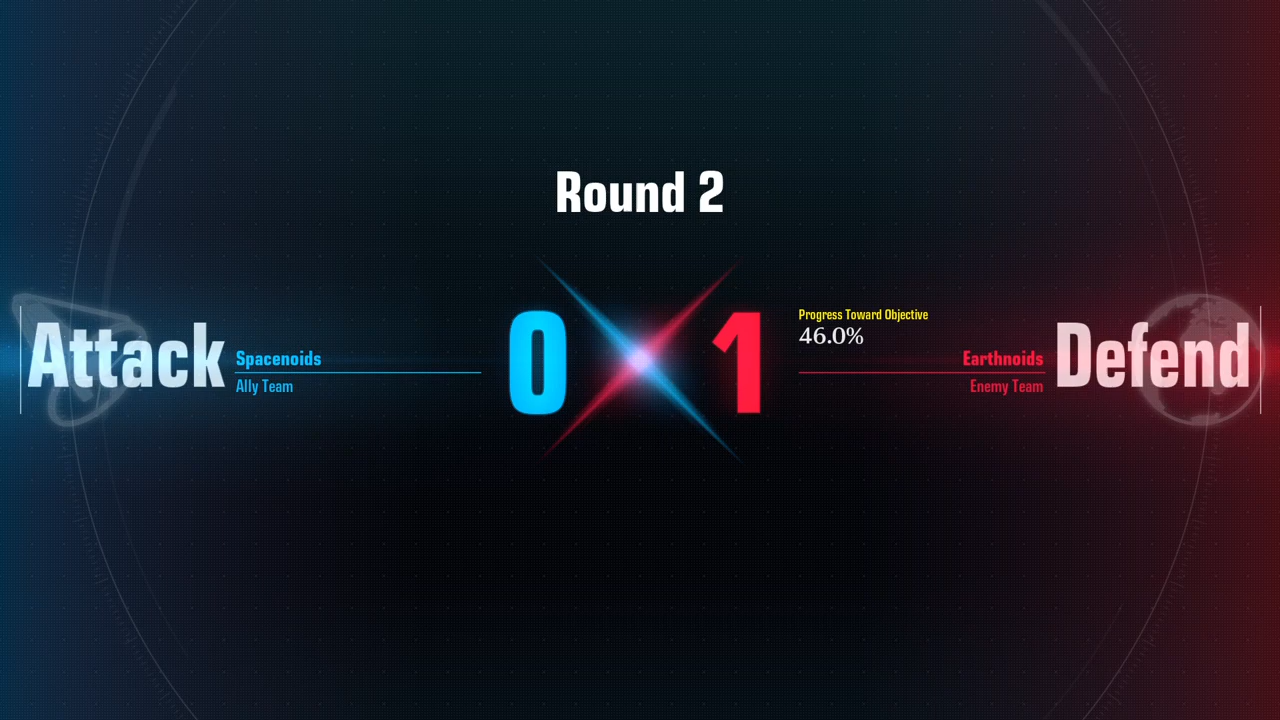 Round 2
Attack
Spacenoids
Ally Team
0
1
Progress Toward Objective
46.0%
Earthnoids
Enemy Team
Defend